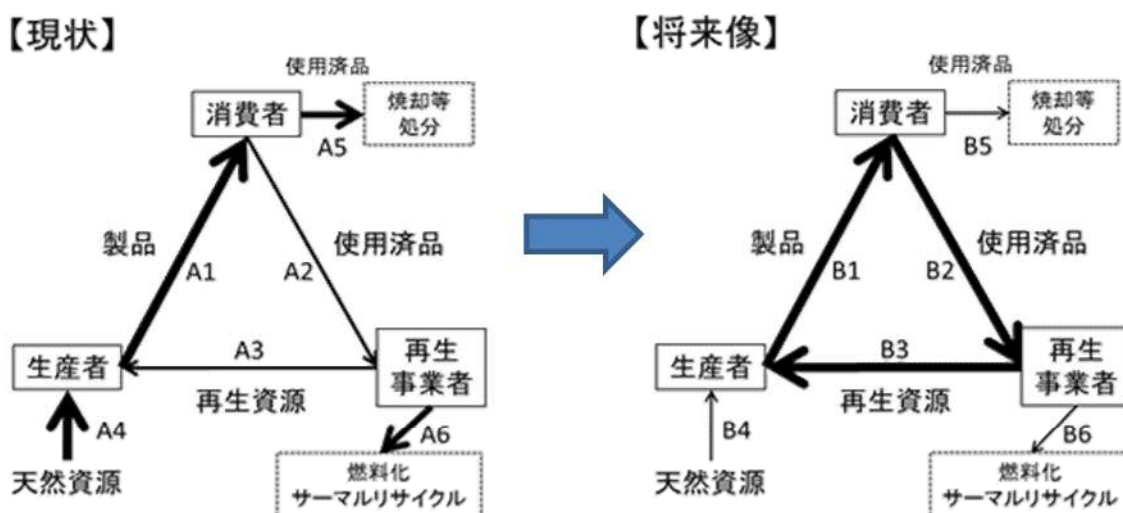 【現状】
使用済品
消費者
焼却等
処分
A5
製品
A1
A2
使用済品
生産者
A3
再生資源
再生
事業者
A4
天然資源
A6
燃料化
サーマルリサイクル
【将来像】
使用済品
消費者
焼却等
処分
B5
製品
B1
B2
使用済品
生産者
B3
再生資源
再生
事業者
B4
天然資源
B6
燃料化
サーマルリサイクル